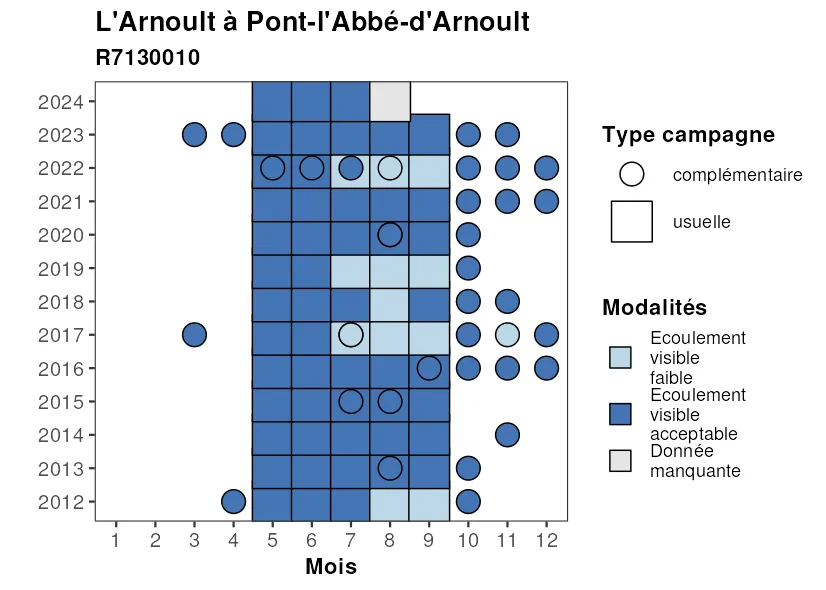 L'Arnoult à Pont-l'Abbé-d'Arnoult
R7130010
2024
2023
2022
2021
2020
2019
2018
2017
2016
2015
2014
2013
2012
1 2 3 4 5 6 7 8 9 10 11 12
Mois
Type campagne
complémentaire
usuelle
Modalités
Ecoulement
visible
faible
Ecoulement
visible
acceptable
Donnée
manquante